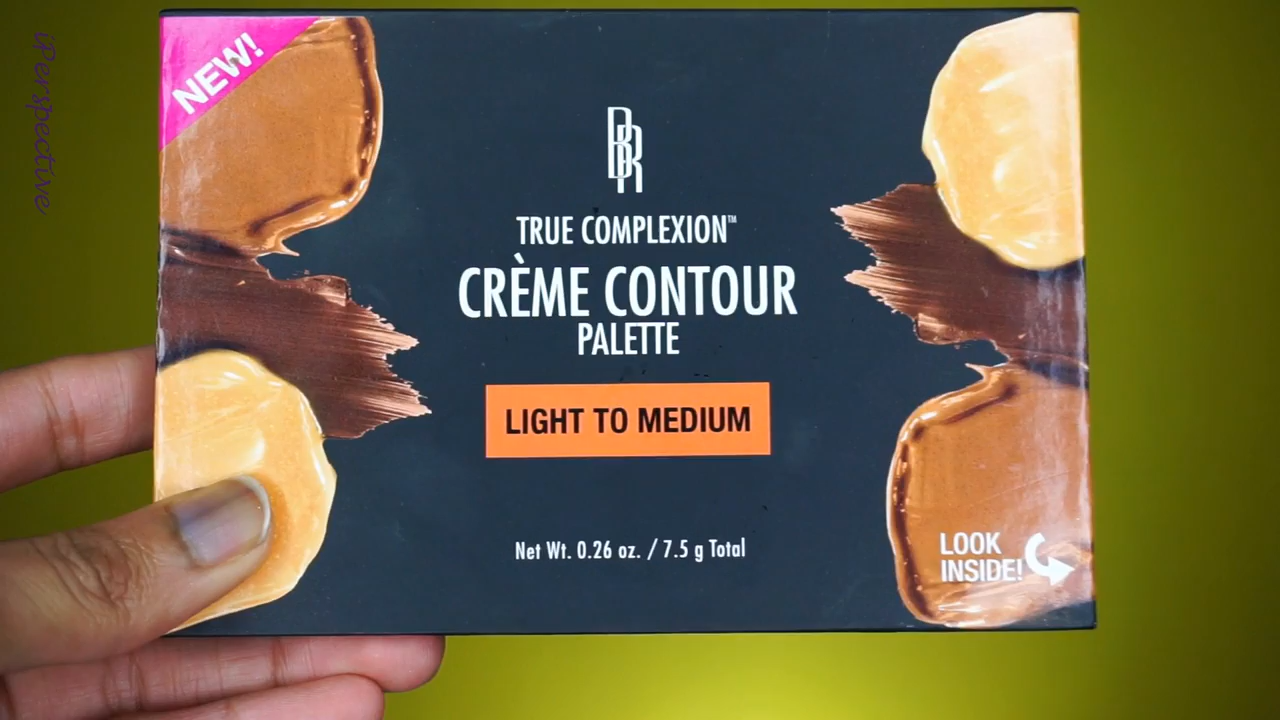 iPerspective
NEW!
BR
TRUE COMPLEXION™
CRÈME CONTOUR
PALETTE
LIGHT TO MEDIUM
Net Wt. 0.26 oz. / 7.5 g Total
LOOK
INSIDE!